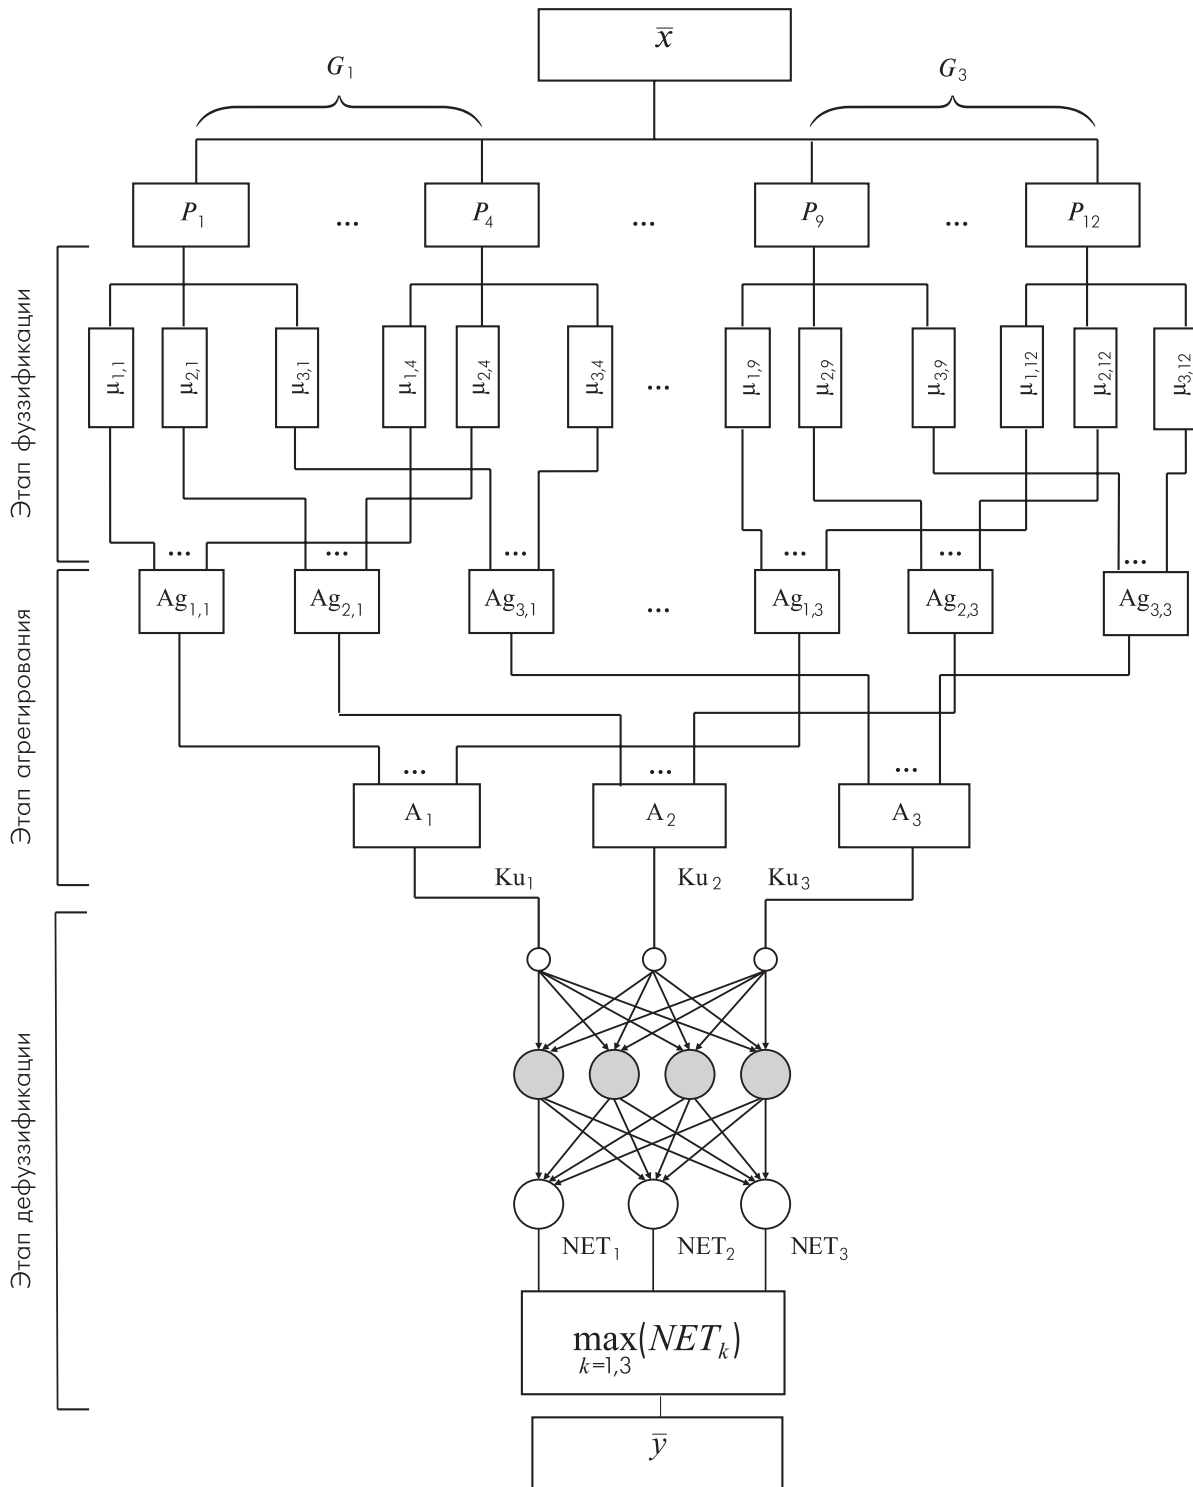 x̅
G₁
G₃
P₁ ... P₄ ... P₉ ... P₁₂
Этап фуззификации
μ₁,₁ μ₂,₁ μ₃,₁ μ₁,₄ μ₂,₄ μ₃,₄ ... μ₁,₉ μ₂,₉ μ₃,₉ μ₁,₁₂ μ₂,₁₂ μ₃,₁₂
... ... ... ... ... ...
Этап агрегирования
Ag₁,₁ Ag₂,₁ Ag₃,₁ ... Ag₁,₃ Ag₂,₃ Ag₃,₃
... ... ...
A₁ A₂ A₃
Ku₁ Ku₂ Ku₃
Этап дефуззификации
NET₁ NET₂ NET₃
max(NETₖ)
k=1,3
y̅